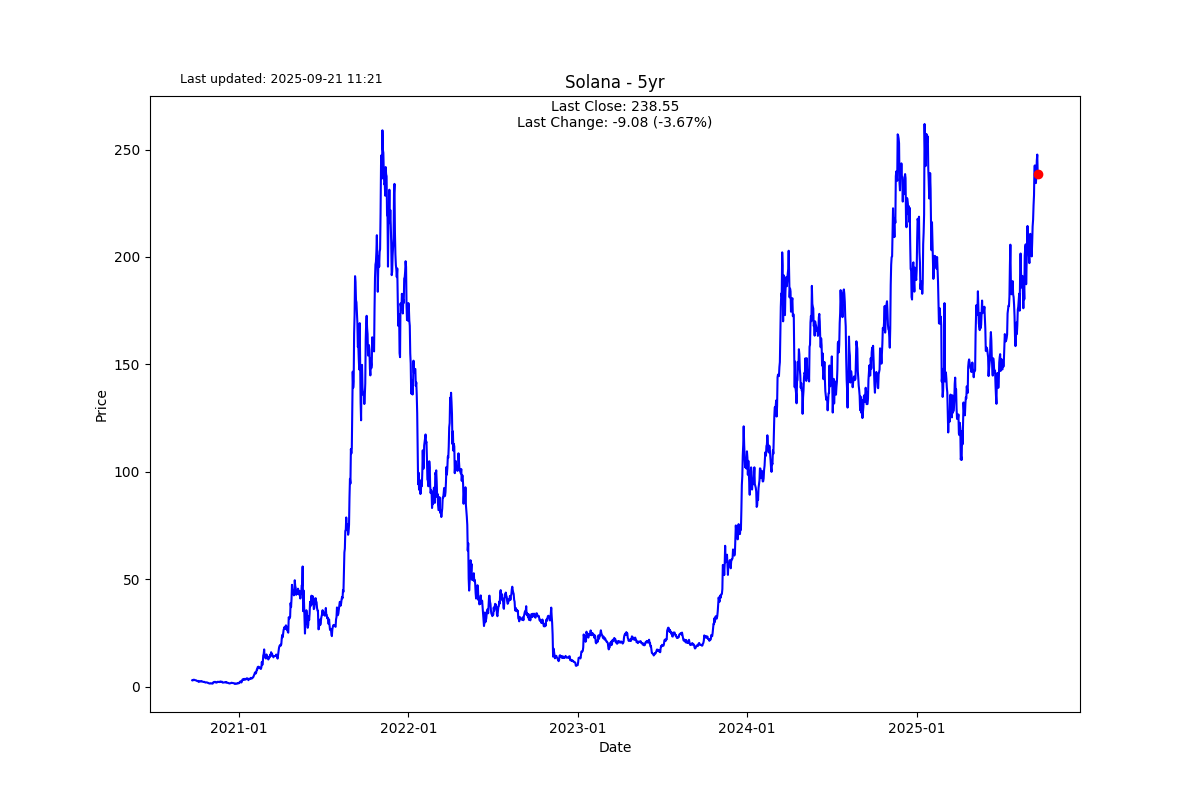 Last updated: 2025-09-21 11:21
Solana - 5yr
Last Close: 238.55
Last Change: -9.08 (-3.67%)
250
200
150
100
50
0
Price
2021-01
2022-01
2023-01
2024-01
2025-01
Date